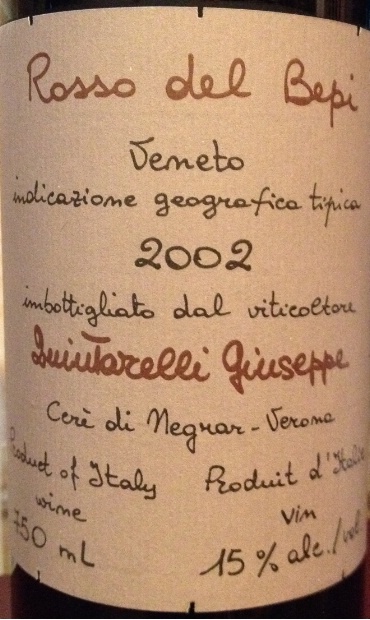 Rosso del Bepi
Veneto
indicazione geografica tipica
2002
imbottigliato dal viticoltore
Quintarelli Giuseppe
Cerè di Negrar - Verona
Product of Italy
wine
750 mL
Produit d'Italie
vin
15% alc./vol